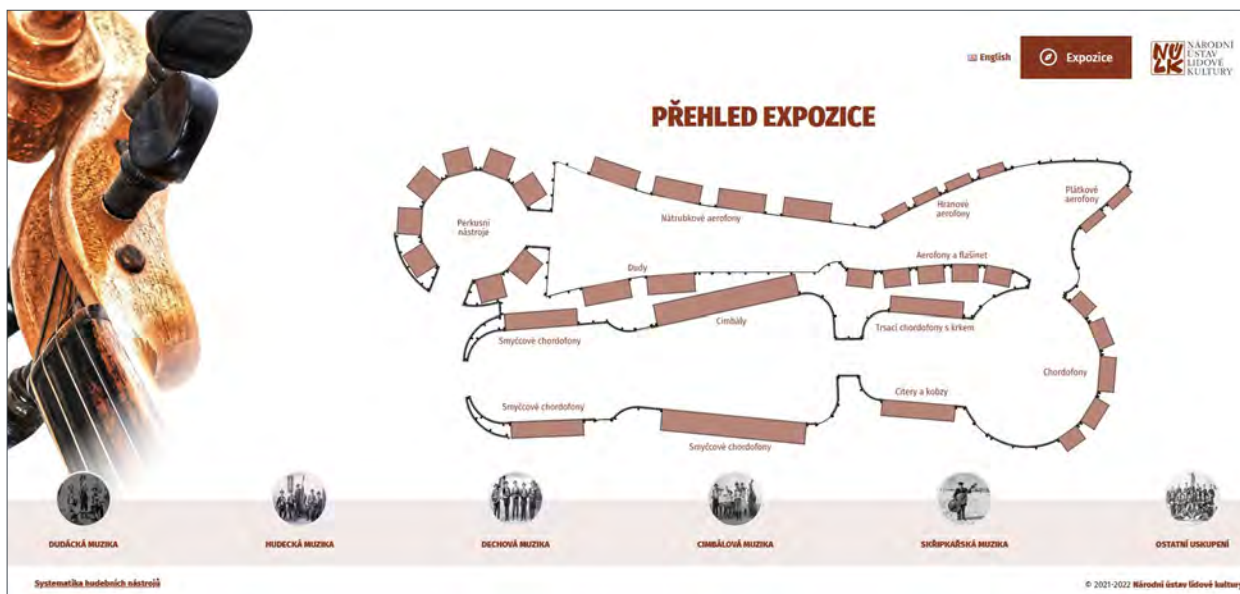 English
Expozice
NÚLK
NÁRODNÍ
ÚSTAV
LIDOVÉ
KULTURY
PŘEHLED EXPOZICE
Perkusní
nástroje
Nátrubkové aerofony
Hranové
aerofony
Plátkové
aerofony
Dudy
Aerofony a flašinet
Smyčcové chordofony
Cimbály
Trsací chordofony s krkem
Chordofony
Smyčcové chordofony
Smyčcové chordofony
Citery a kobzy
DUDÁCKÁ MUZIKA
HUDECKÁ MUZIKA
DECHOVÁ MUZIKA
CIMBÁLOVÁ MUZIKA
SKŘIPKAŘSKÁ MUZIKA
OSTATNÍ USKUPENÍ
Systematika hudebních nástrojů
© 2021-2022 Národní ústav lidové kultury